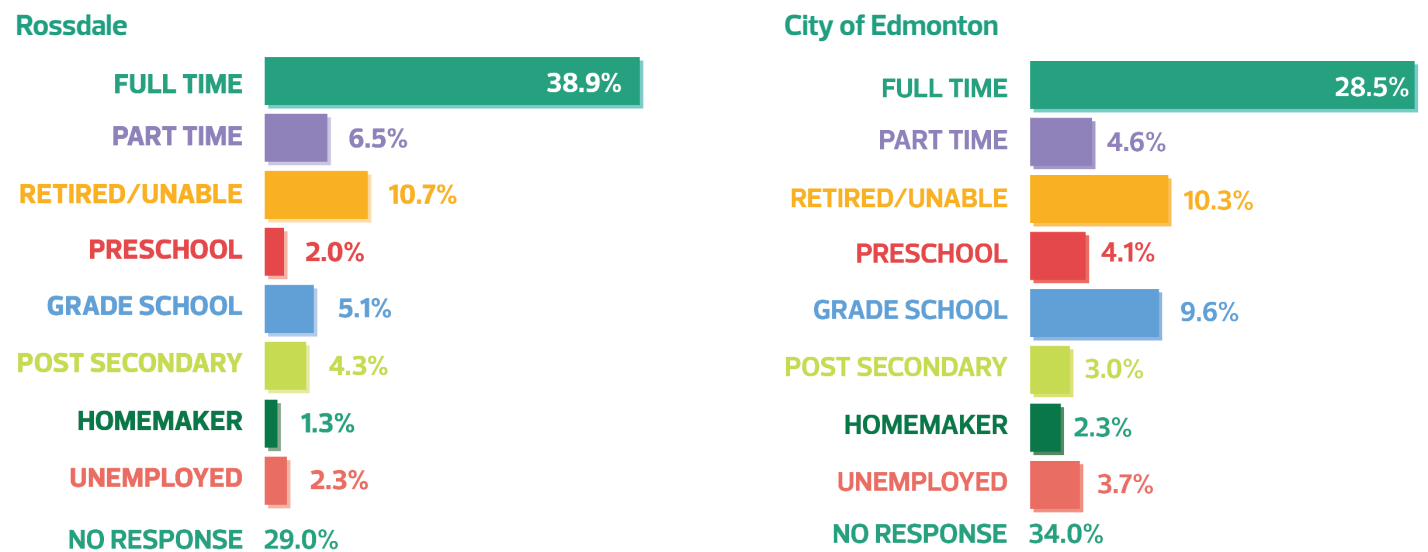 Rossdale
FULL TIME 38.9%
PART TIME 6.5%
RETIRED/UNABLE 10.7%
PRESCHOOL 2.0%
GRADE SCHOOL 5.1%
POST SECONDARY 4.3%
HOMEMAKER 1.3%
UNEMPLOYED 2.3%
NO RESPONSE 29.0%
City of Edmonton
FULL TIME 28.5%
PART TIME 4.6%
RETIRED/UNABLE 10.3%
PRESCHOOL 4.1%
GRADE SCHOOL 9.6%
POST SECONDARY 3.0%
HOMEMAKER 2.3%
UNEMPLOYED 3.7%
NO RESPONSE 34.0%